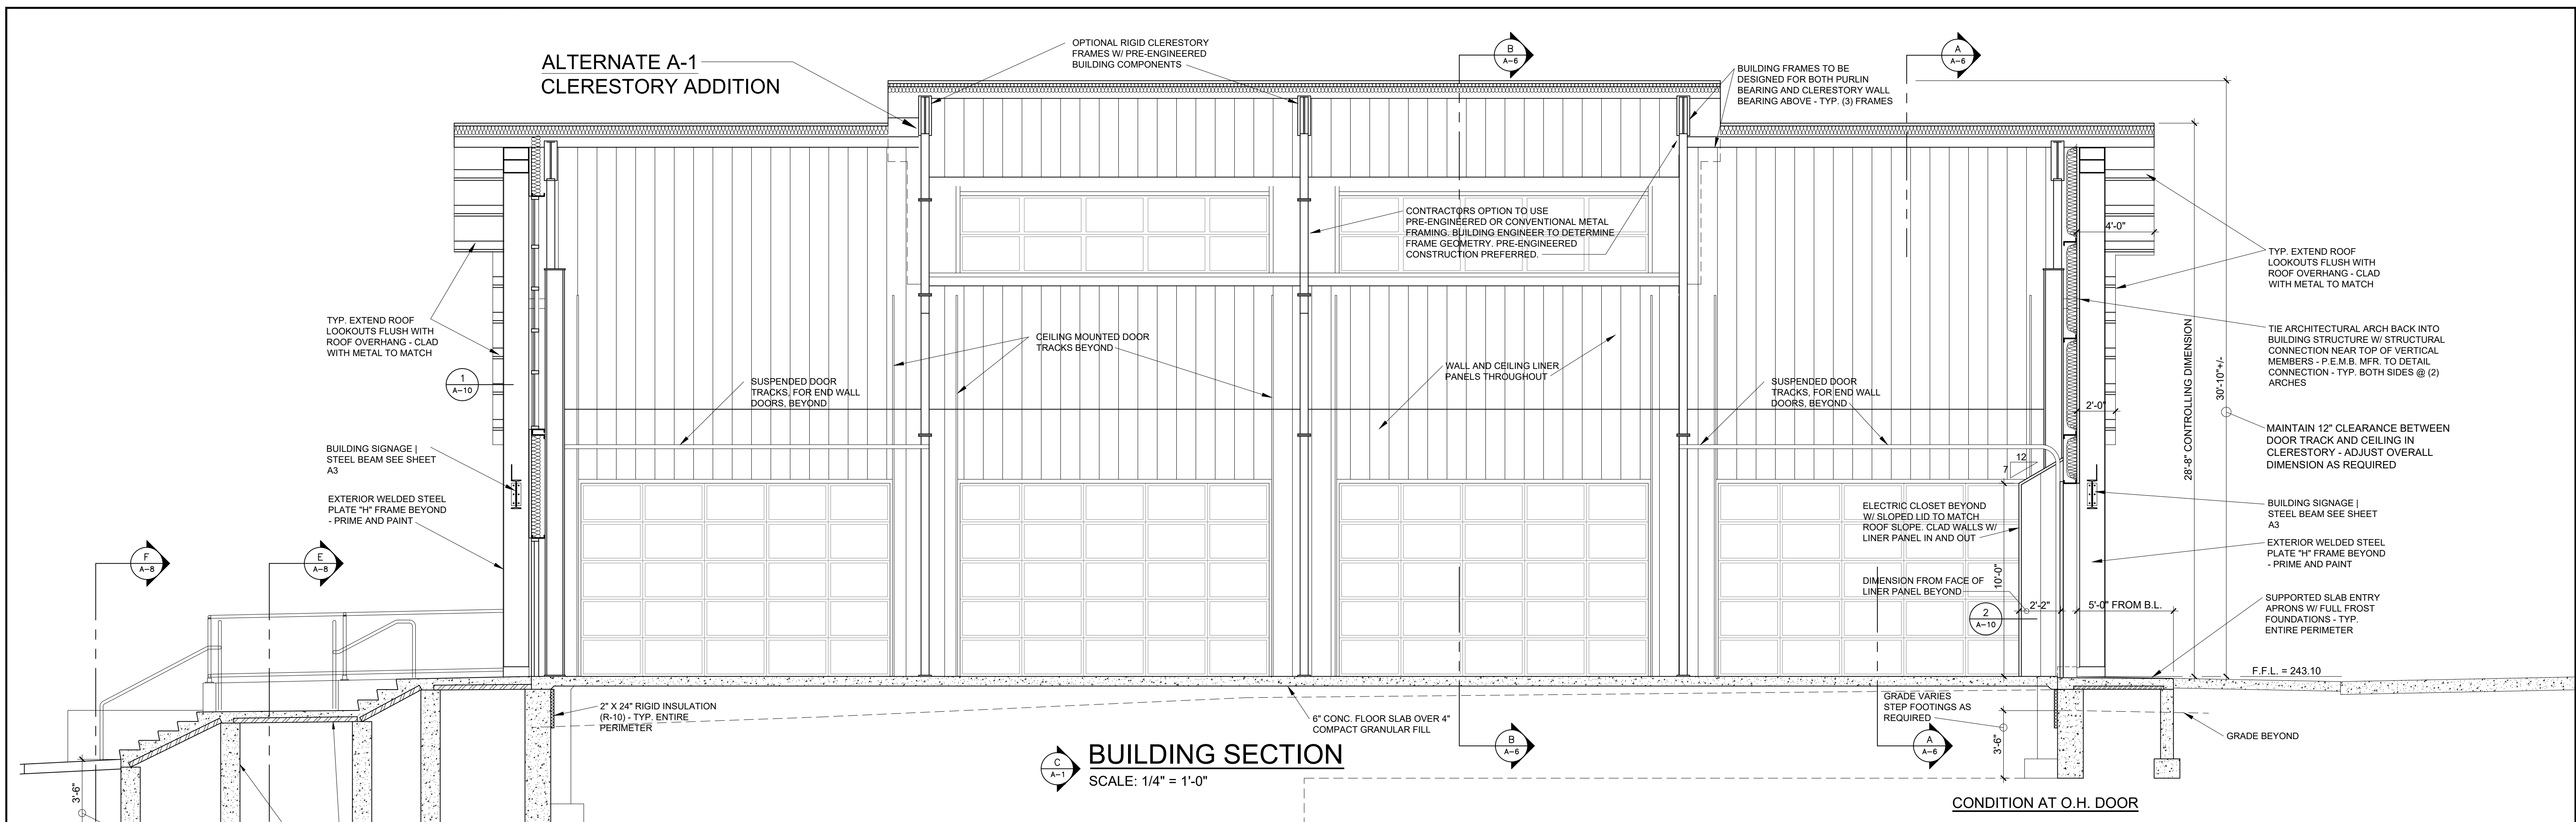 ALTERNATE A-1
CLERESTORY ADDITION
OPTIONAL RIGID CLERESTORY
FRAMES W/ PRE-ENGINEERED
BUILDING COMPONENTS
B
A-6
A
A-6
BUILDING FRAMES TO BE
DESIGNED FOR BOTH PURLIN
BEARING AND CLERESTORY WALL
BEARING ABOVE - TYP. (3) FRAMES
CONTRACTORS OPTION TO USE
PRE-ENGINEERED OR CONVENTIONAL METAL
FRAMING. BUILDING ENGINEER TO DETERMINE
FRAME GEOMETRY. PRE-ENGINEERED
CONSTRUCTION PREFERRED.
4'-0"
TYP. EXTEND ROOF
LOOKOUTS FLUSH WITH
ROOF OVERHANG - CLAD
WITH METAL TO MATCH
TYP. EXTEND ROOF
LOOKOUTS FLUSH WITH
ROOF OVERHANG - CLAD
WITH METAL TO MATCH
1
A-10
CEILING MOUNTED DOOR
TRACKS BEYOND
SUSPENDED DOOR
TRACKS, FOR END WALL
DOORS, BEYOND
WALL AND CEILING LINER
PANELS THROUGHOUT
SUSPENDED DOOR
TRACKS, FOR END WALL
DOORS, BEYOND
28'-8" CONTROLLING DIMENSION
30'-10"+/-
TIE ARCHITECTURAL ARCH BACK INTO
BUILDING STRUCTURE W/ STRUCTURAL
CONNECTION NEAR TOP OF VERTICAL
MEMBERS - P.E.M.B. MFR. TO DETAIL
CONNECTION - TYP. BOTH SIDES @ (2)
ARCHES
2'-0"
MAINTAIN 12" CLEARANCE BETWEEN
DOOR TRACK AND CEILING IN
CLERESTORY - ADJUST OVERALL
DIMENSION AS REQUIRED
BUILDING SIGNAGE |
STEEL BEAM SEE SHEET
A3
12
7
EXTERIOR WELDED STEEL
PLATE "H" FRAME BEYOND
- PRIME AND PAINT
ELECTRIC CLOSET BEYOND
W/ SLOPED LID TO MATCH
ROOF SLOPE. CLAD WALLS W/
LINER PANEL IN AND OUT
BUILDING SIGNAGE |
STEEL BEAM SEE SHEET
A3
EXTERIOR WELDED STEEL
PLATE "H" FRAME BEYOND
- PRIME AND PAINT
F
A-8
E
A-8
10'-0"
DIMENSION FROM FACE OF
LINER PANEL BEYOND
2'-2"
5'-0" FROM B.L.
2
A-10
SUPPORTED SLAB ENTRY
APRONS W/ FULL FROST
FOUNDATIONS - TYP.
ENTIRE PERIMETER
F.F.L. = 243.10
2" X 24" RIGID INSULATION
(R-10) - TYP. ENTIRE
PERIMETER
6" CONC. FLOOR SLAB OVER 4"
COMPACT GRANULAR FILL
GRADE VARIES
STEP FOOTINGS AS
REQUIRED
B
A-6
A
A-6
GRADE BEYOND
3'-6"
C
A-1
BUILDING SECTION
SCALE: 1/4" = 1'-0"
3'-6"
CONDITION AT O.H. DOOR